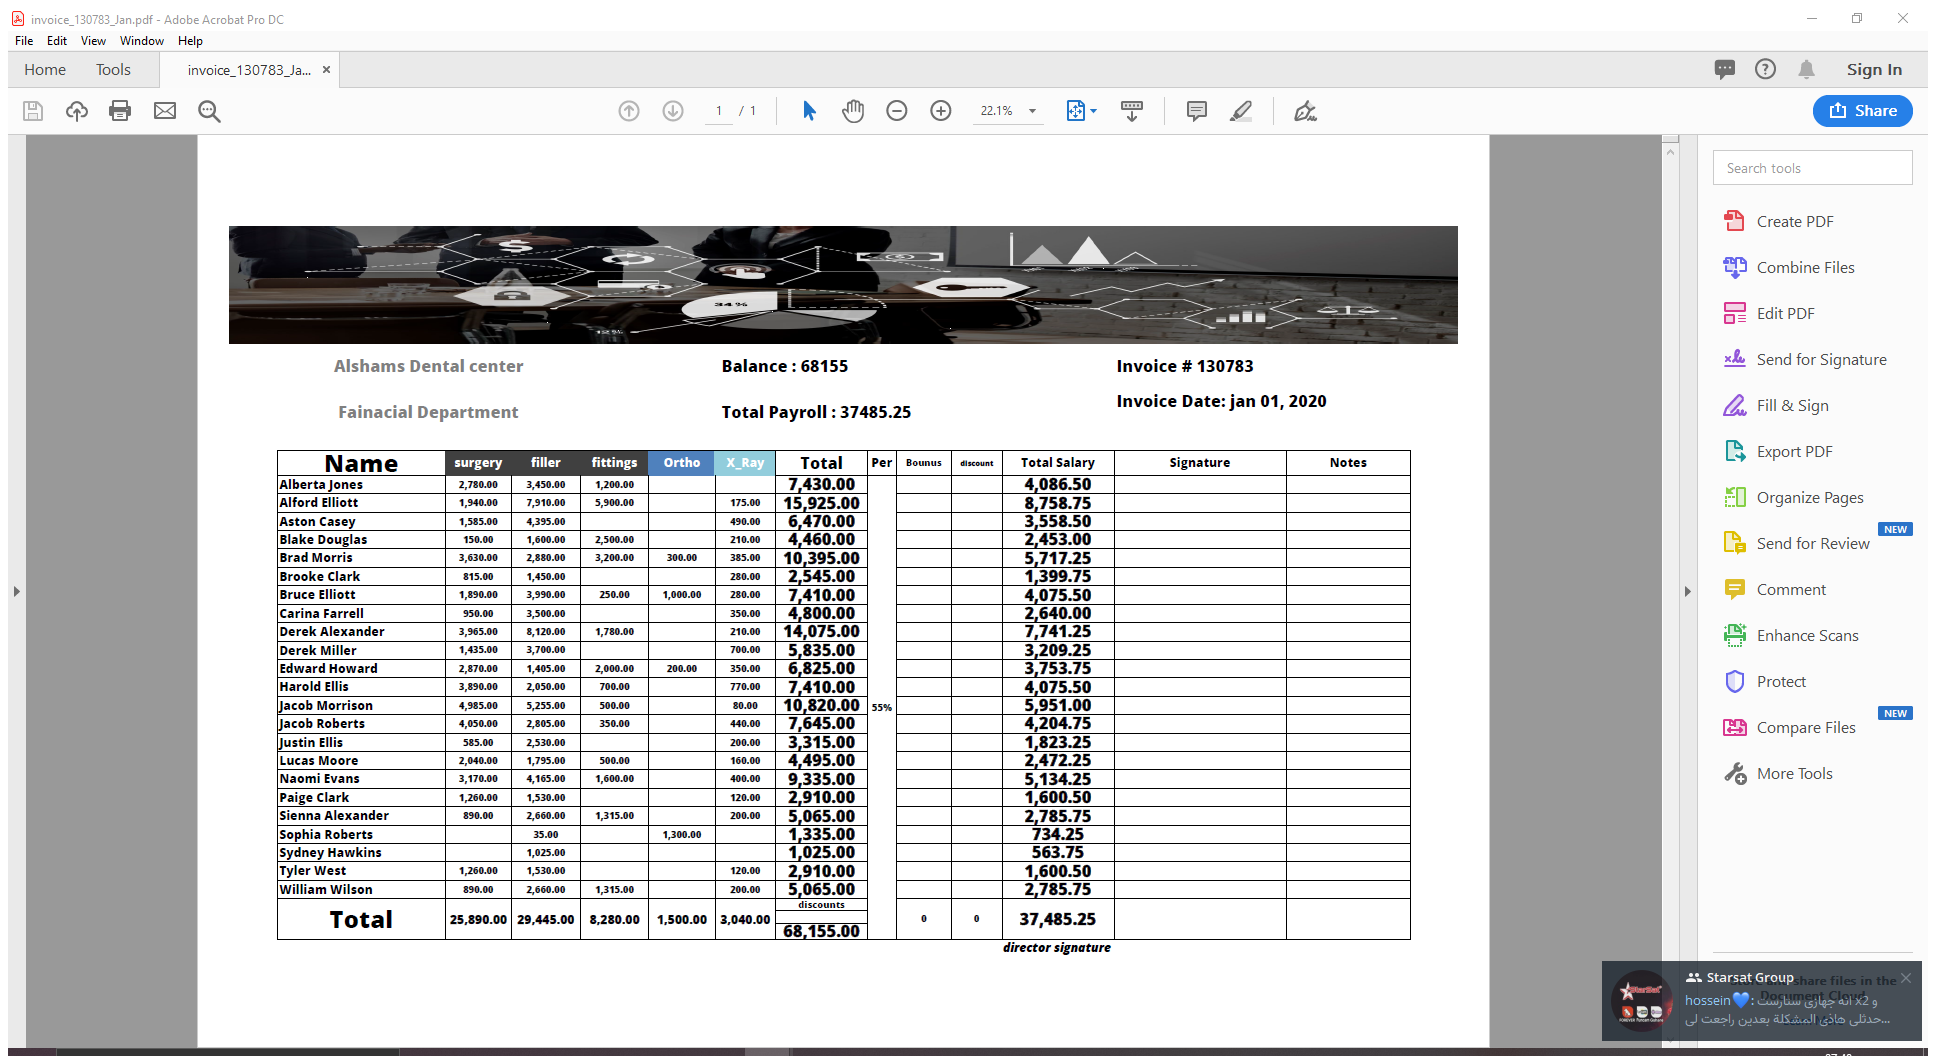 invoice_130783_Jan.pdf - Adobe Acrobat Pro DC
File Edit View Window Help
Home Tools invoice_130783_Ja... × Sign In
1 / 1 22.1% Share
Search tools
Create PDF
Combine Files
Edit PDF
Send for Signature
Fill & Sign
Export PDF
Organize Pages
NEW
Send for Review
Comment
Enhance Scans
Protect
NEW
Compare Files
More Tools
34%
Alshams Dental center Balance : 68155 Invoice # 130783
Invoice Date: jan 01, 2020
Fainacial Department Total Payroll : 37485.25
Name surgery filler fittings Ortho X_Ray Total Per Bounus discount Total Salary Signature Notes
Alberta Jones 2,780.00 3,450.00 1,200.00 7,430.00 4,086.50
Alford Elliott 1,940.00 7,910.00 5,900.00 175.00 15,925.00 8,758.75
Aston Casey 1,585.00 4,395.00 490.00 6,470.00 3,558.50
Blake Douglas 150.00 1,600.00 2,500.00 210.00 4,460.00 2,453.00
Brad Morris 3,630.00 2,880.00 3,200.00 300.00 385.00 10,395.00 5,717.25
Brooke Clark 815.00 1,450.00 280.00 2,545.00 1,399.75
Bruce Elliott 1,890.00 3,990.00 250.00 1,000.00 280.00 7,410.00 4,075.50
Carina Farrell 950.00 3,500.00 350.00 4,800.00 2,640.00
Derek Alexander 3,965.00 8,120.00 1,780.00 210.00 14,075.00 7,741.25
Derek Miller 1,435.00 3,700.00 700.00 5,835.00 3,209.25
Edward Howard 2,870.00 1,405.00 2,000.00 200.00 350.00 6,825.00 3,753.75
Harold Ellis 3,890.00 2,050.00 700.00 770.00 7,410.00 4,075.50
Jacob Morrison 4,985.00 5,255.00 500.00 80.00 10,820.00 55% 5,951.00
Jacob Roberts 4,050.00 2,805.00 350.00 440.00 7,645.00 4,204.75
Justin Ellis 585.00 2,530.00 200.00 3,315.00 1,823.25
Lucas Moore 2,040.00 1,795.00 500.00 160.00 4,495.00 2,472.25
Naomi Evans 3,170.00 4,165.00 1,600.00 400.00 9,335.00 5,134.25
Paige Clark 1,260.00 1,530.00 120.00 2,910.00 1,600.50
Sienna Alexander 890.00 2,660.00 1,315.00 200.00 5,065.00 2,785.75
Sophia Roberts 35.00 1,300.00 1,335.00 734.25
Sydney Hawkins 1,025.00 1,025.00 563.75
Tyler West 1,260.00 1,530.00 120.00 2,910.00 1,600.50
William Wilson 890.00 2,660.00 1,315.00 200.00 5,065.00 2,785.75
discounts
Total 25,890.00 29,445.00 8,280.00 1,500.00 3,040.00 0 0 37,485.25
68,155.00
director signature
Starsat Group
hossein💙: و x2 انه جهازي ستارست
حدثلي هاذي المشكلة بعدين راجعت لي...